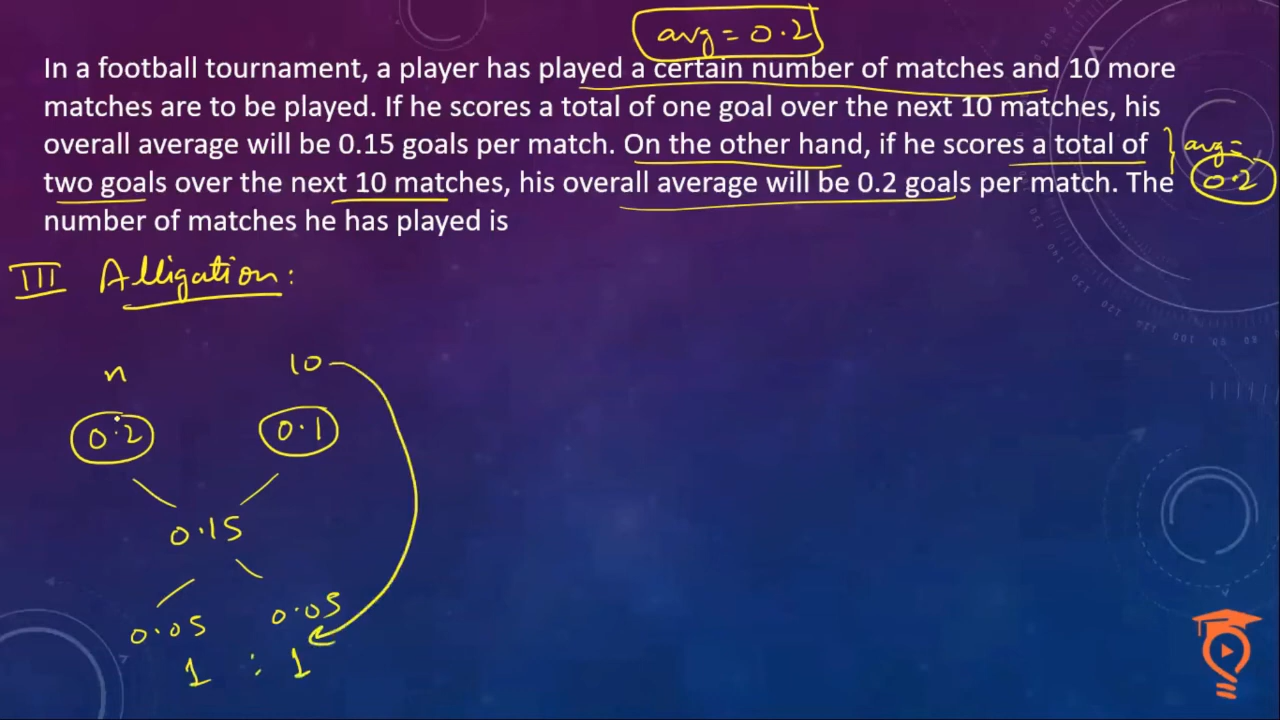 avg = 0.2
In a football tournament, a player has played a certain number of matches and 10 more
matches are to be played. If he scores a total of one goal over the next 10 matches, his
overall average will be 0.15 goals per match. On the other hand, if he scores a total of
two goals over the next 10 matches, his overall average will be 0.2 goals per match. The
number of matches he has played is
avg =
0.2
III Alligation:
n 10
0.2 0.1
0.15
0.05 0.05
1 : 1